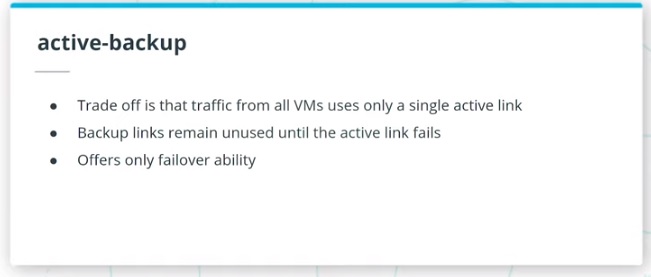 active-backup
● Trade off is that traffic from all VMs uses only a single active link
● Backup links remain unused until the active link fails
● Offers only failover ability